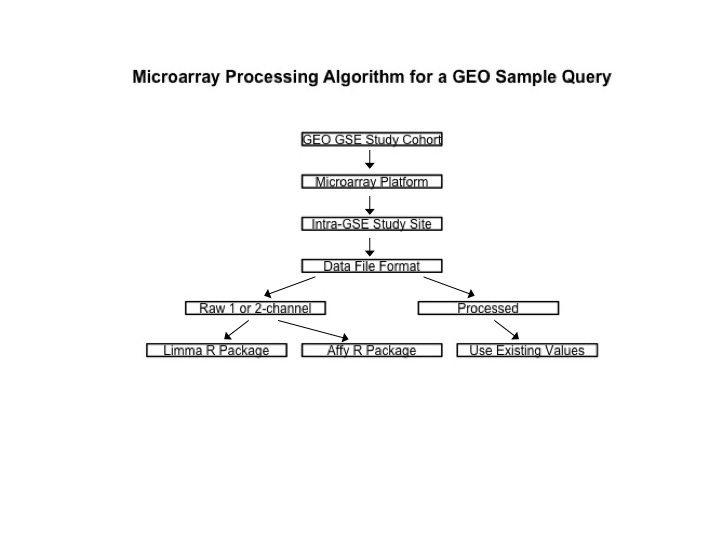 Microarray Processing Algorithm for a GEO Sample Query
GEO GSE Study Cohort
Microarray Platform
Intra-GSE Study Site
Data File Format
Raw 1 or 2-channel
Processed
Limma R Package
Affy R Package
Use Existing Values